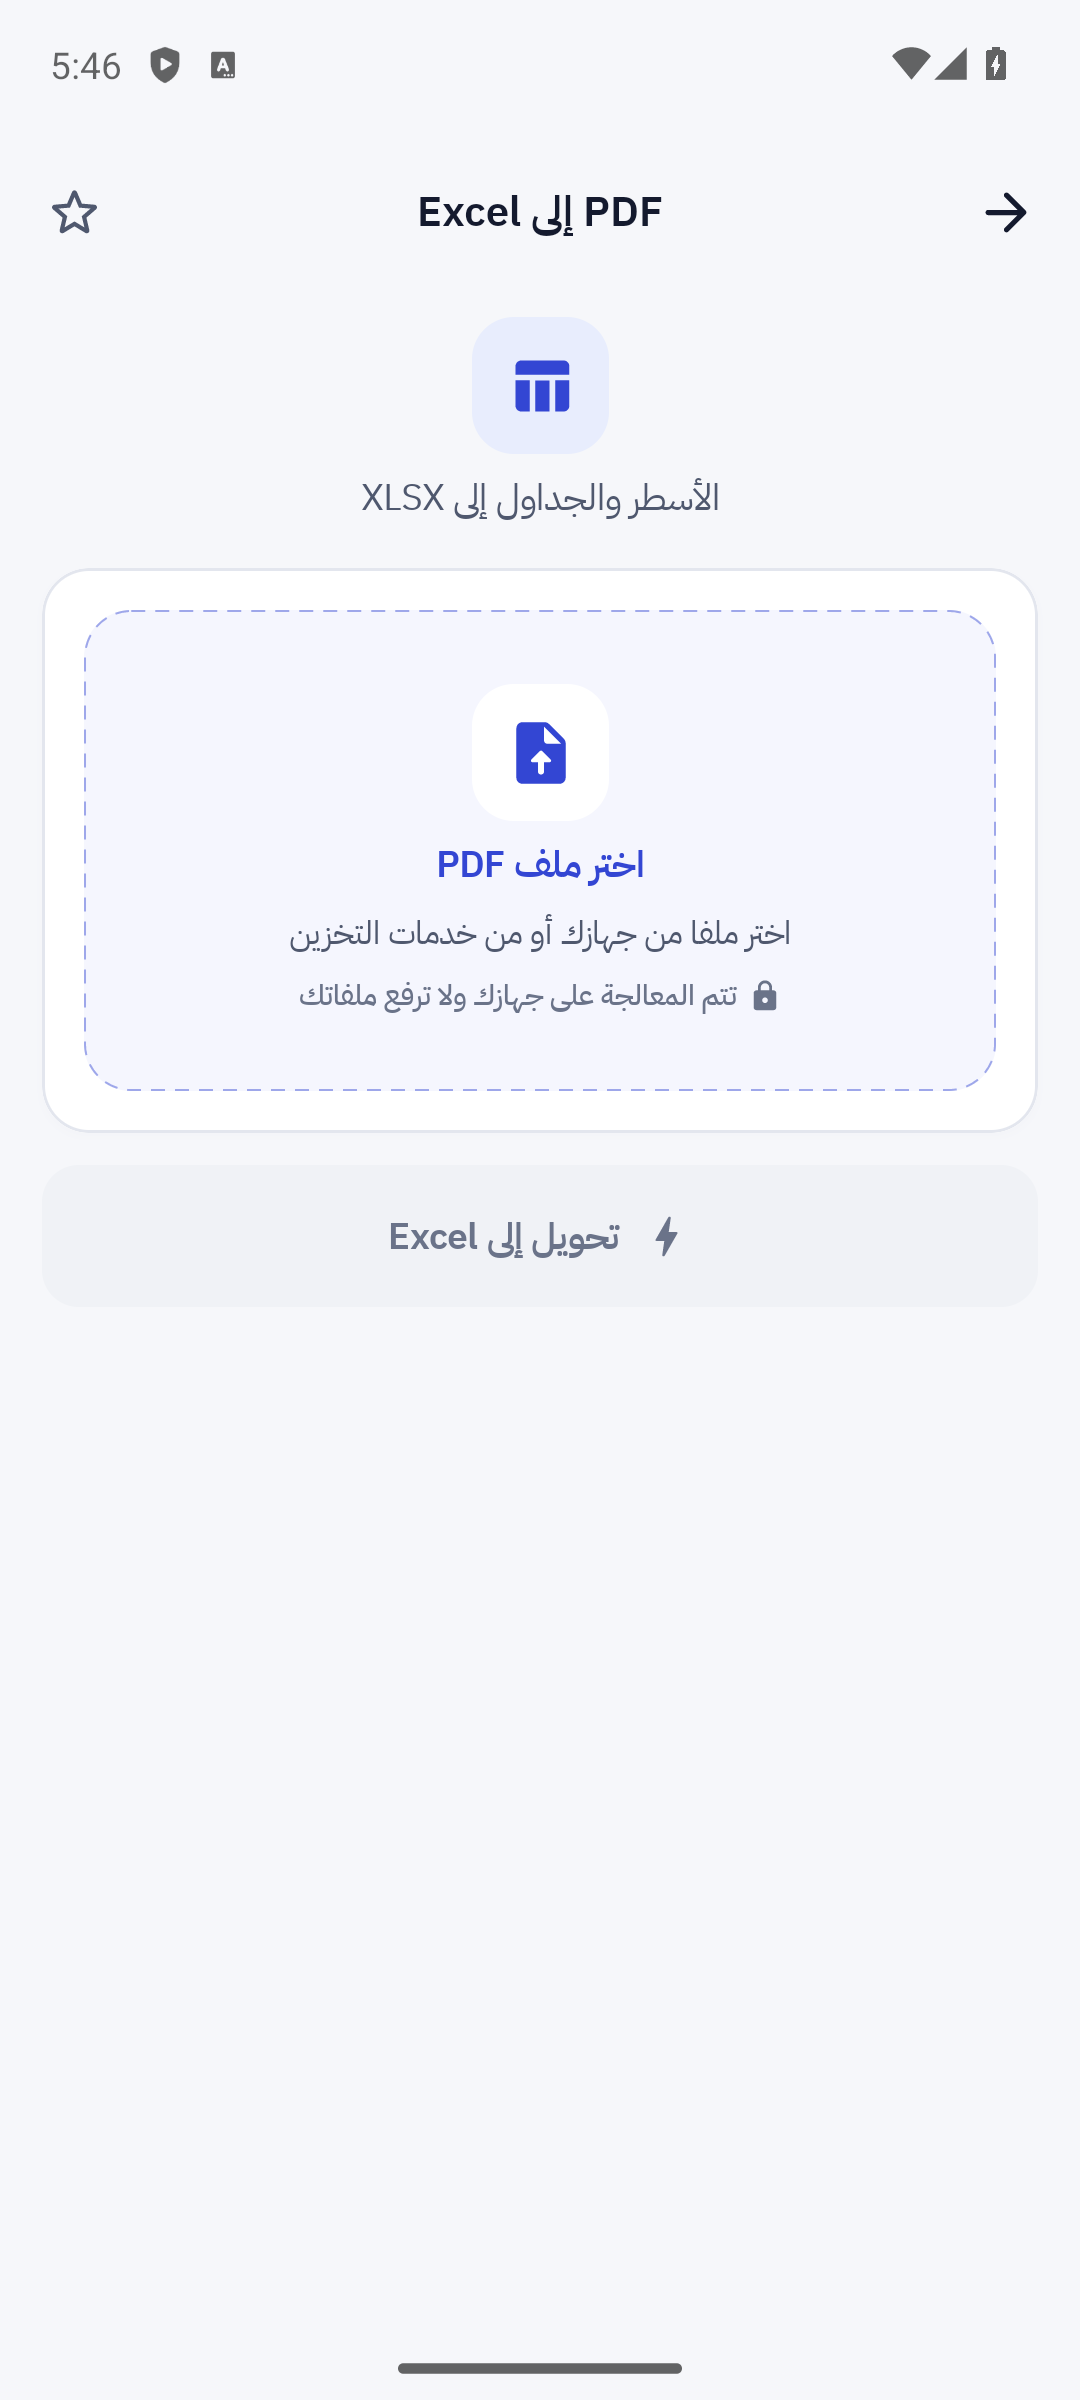 5:46
PDF إلى Excel
الأسطر والجداول إلى XLSX
اختر ملف PDF
اختر ملفا من جهازك أو من خدمات التخزين
تتم المعالجة على جهازك ولا ترفع ملفاتك
تحويل إلى Excel